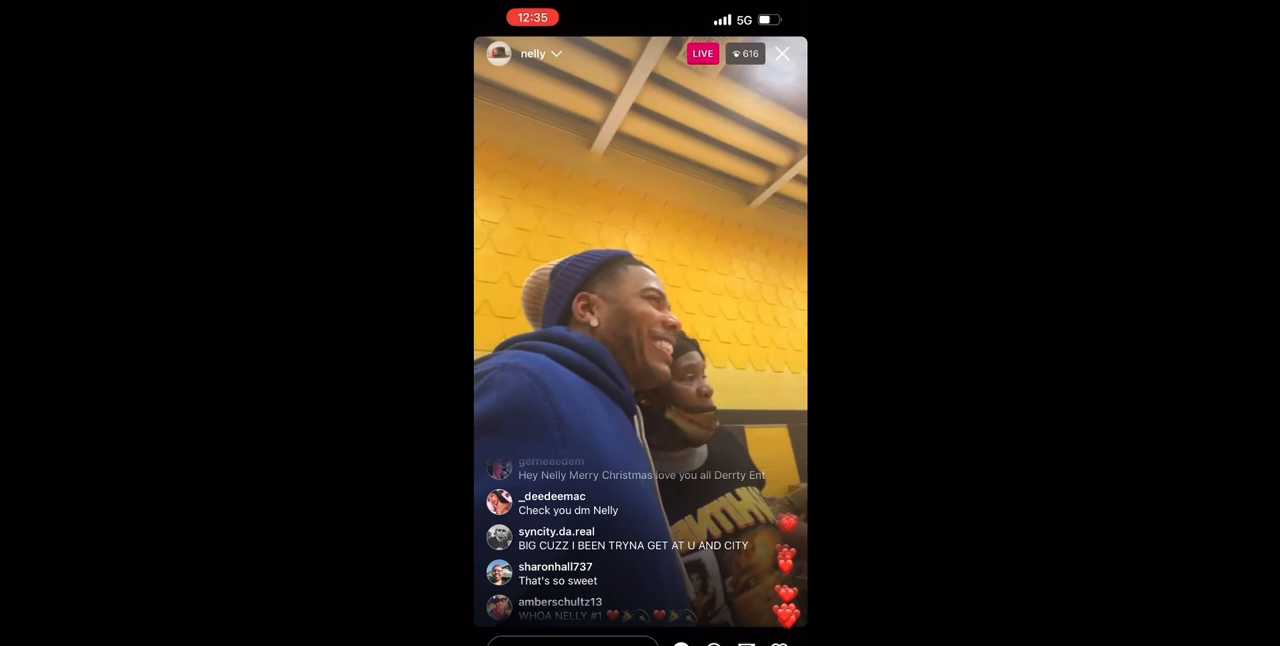 12:35
5G
nelly
LIVE
616
gerneeedem
Hey Nelly Merry Christmas love you all Derrty Ent
_deedeemac
Check you dm Nelly
syncity.da.real
BIG CUZZ I BEEN TRYNA GET AT U AND CITY
sharonhall737
That's so sweet
amberschultz13
WHOA NELLY #1 ❤️🎉💫❤️🎉💫